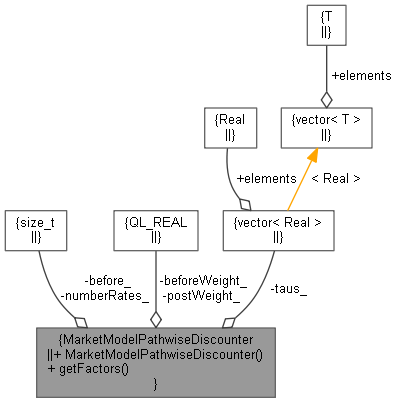 {T
||}
+elements
{Real
||}
{vector< T >
||}
+elements
< Real >
{size_t
||}
{QL_REAL
||}
{vector< Real >
||}
-before_
-numberRates_
-beforeWeight_
-postWeight_
-taus_
{MarketModelPathwiseDiscounter
||+ MarketModelPathwiseDiscounter()
+ getFactors()
}